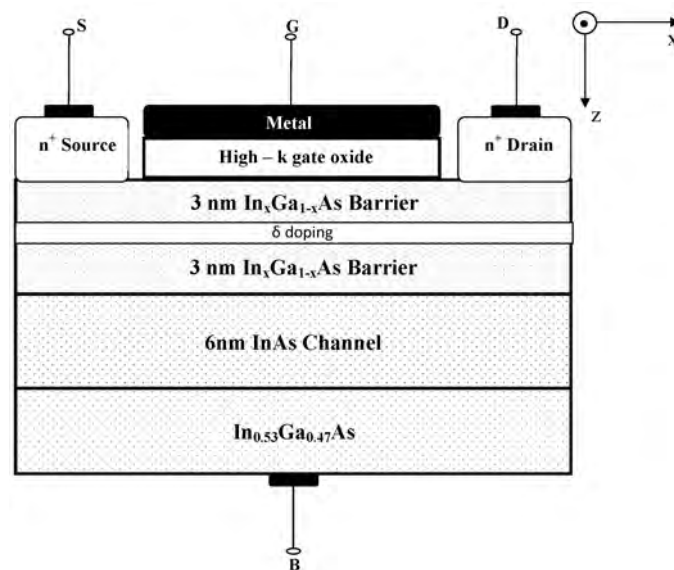 S G D
X
Z
Metal
n⁺ Source High – k gate oxide n⁺ Drain
3 nm InₓGa₁₋ₓAs Barrier
δ doping
3 nm InₓGa₁₋ₓAs Barrier
6nm InAs Channel
In₀.₅₃Ga₀.₄₇As
B